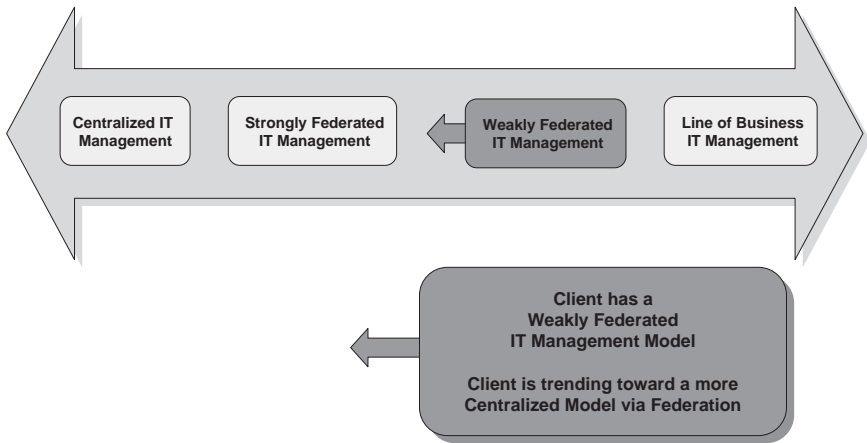 Centralized IT
Management
Strongly Federated
IT Management
Weakly Federated
IT Management
Line of Business
IT Management
Client has a
Weakly Federated
IT Management Model
Client is trending toward a more
Centralized Model via Federation